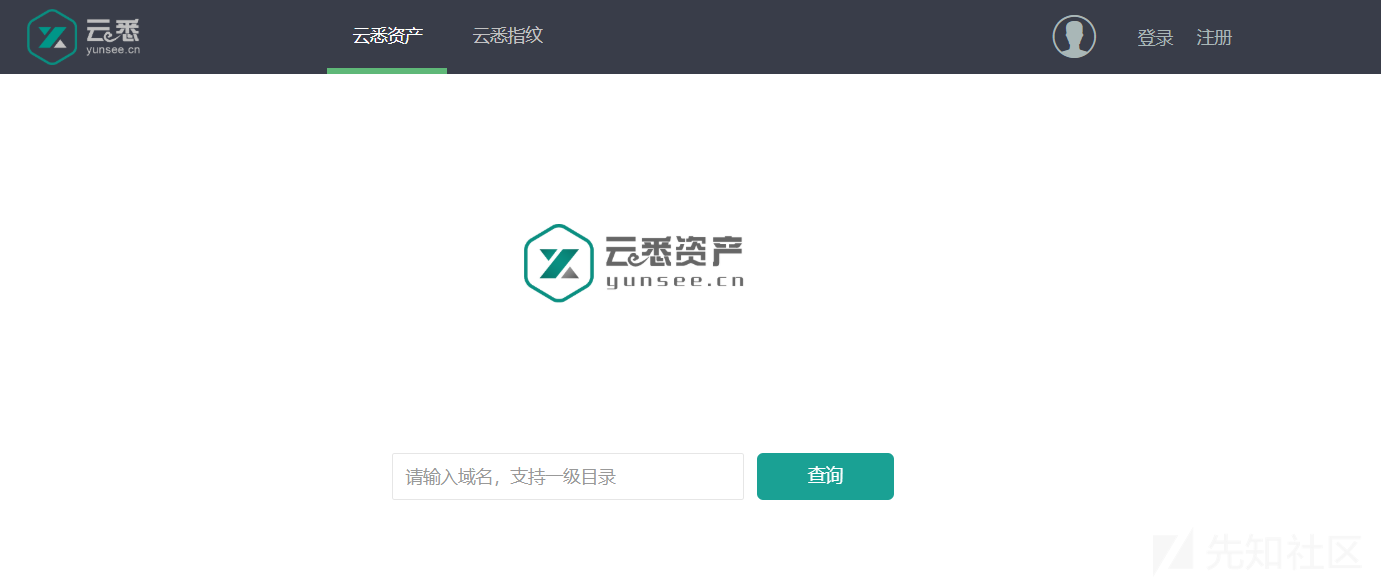 云悉
yunsee.cn
云悉资产
云悉指纹
登录
注册
云悉资产
yunsee.cn
请输入域名，支持一级目录
查询
先知社区